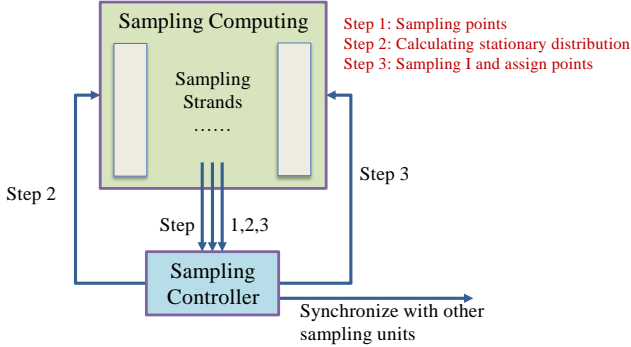 Sampling Computing
Step 1: Sampling points
Step 2: Calculating stationary distribution
Step 3: Sampling I and assign points
Sampling
Strands
......
Step 2
Step 3
Step 1,2,3
Sampling
Controller
Synchronize with other
sampling units